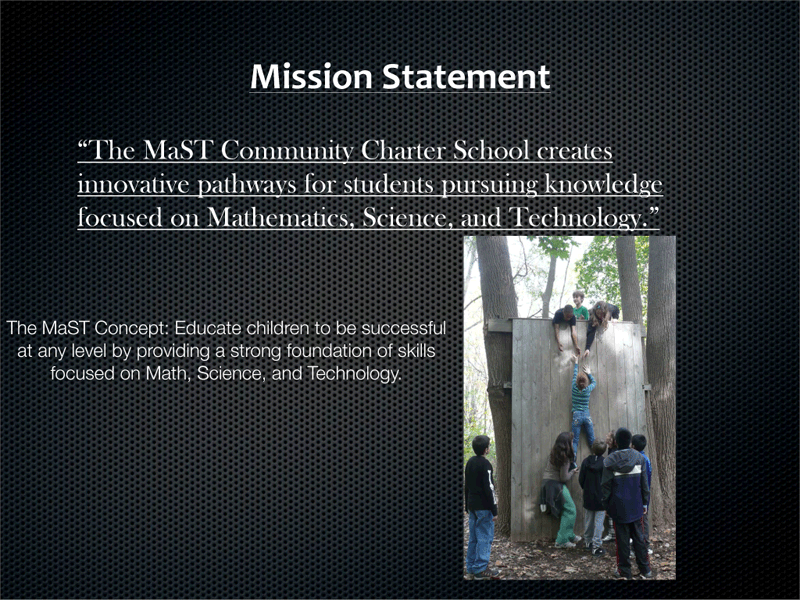 Mission Statement
“The MaST Community Charter School creates
innovative pathways for students pursuing knowledge
focused on Mathematics, Science, and Technology.”
The MaST Concept: Educate children to be successful
at any level by providing a strong foundation of skills
focused on Math, Science, and Technology.